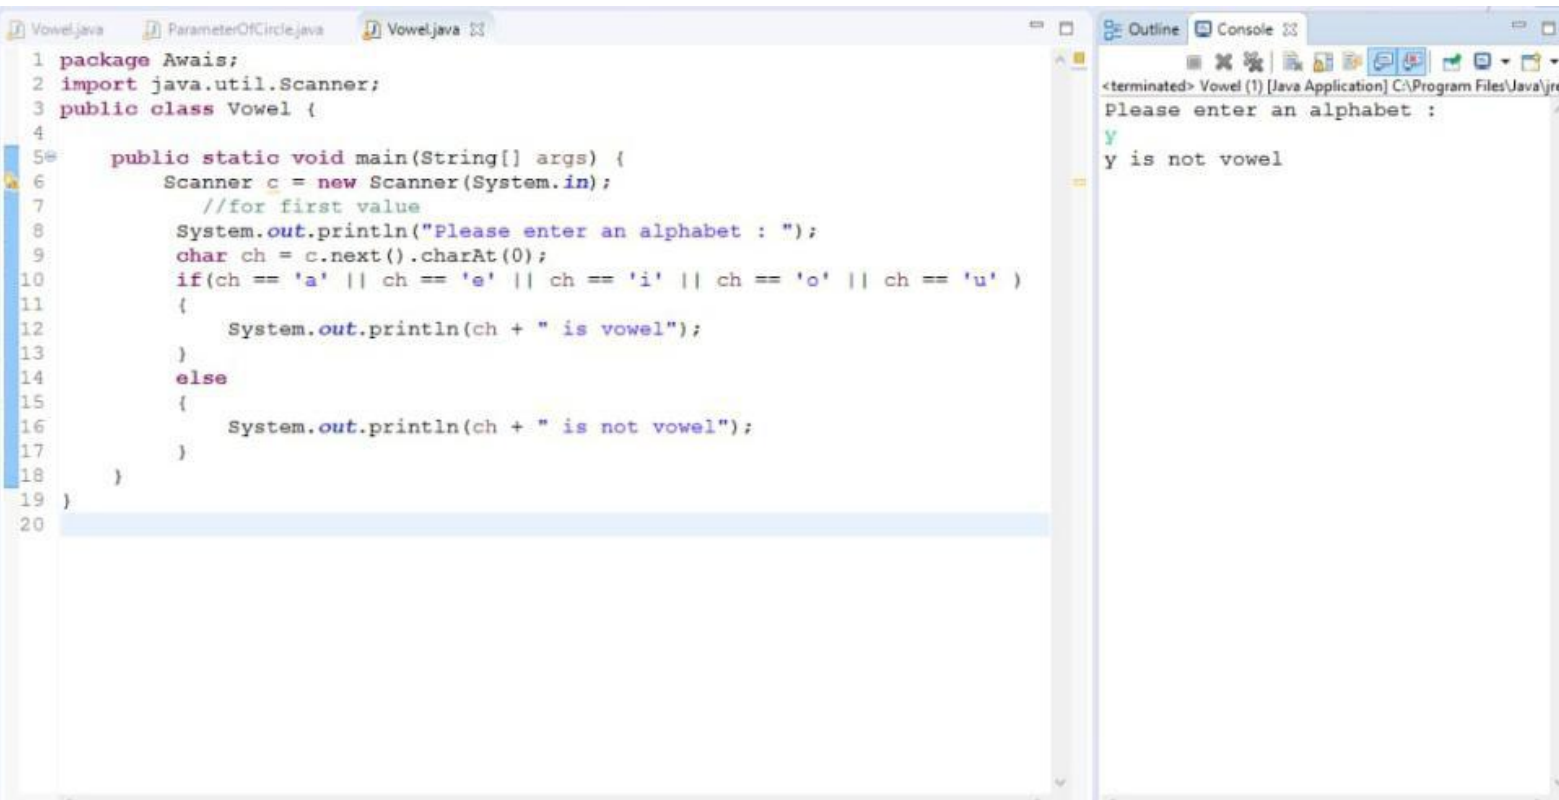 Vowel.java ParameterOfCircle.java Vowel.java
1 package Awais;
2 import java.util.Scanner;
3 public class Vowel {
4
5 public static void main(String[] args) {
6 Scanner c = new Scanner(System.in);
7 //for first value
8 System.out.println("Please enter an alphabet : ");
9 char ch = c.next().charAt(0);
10 if(ch == 'a' || ch == 'e' || ch == 'i' || ch == 'o' || ch == 'u' )
11 {
12 System.out.println(ch + " is vowel");
13 }
14 else
15 {
16 System.out.println(ch + " is not vowel");
17 }
18 }
19 }
20
Outline Console
<terminated> Vowel (1) [Java Application] C:\Program Files\Java\jre
Please enter an alphabet :
y
y is not vowel